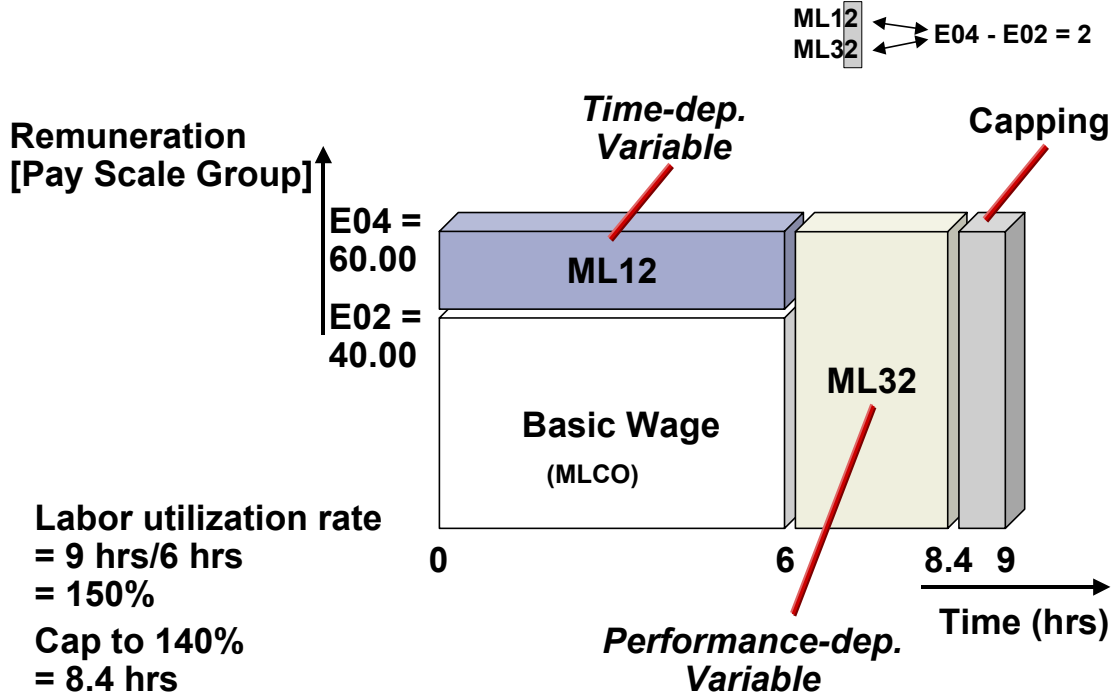 ML12
ML32
E04 - E02 = 2
Time-dep.
Variable
Capping
Remuneration
[Pay Scale Group]
E04 =
60.00
E02 =
40.00
ML12
ML32
Basic Wage
(MLCO)
Labor utilization rate
= 9 hrs/6 hrs
= 150%
Cap to 140%
= 8.4 hrs
0
6
8.4
9
Time (hrs)
Performance-dep.
Variable